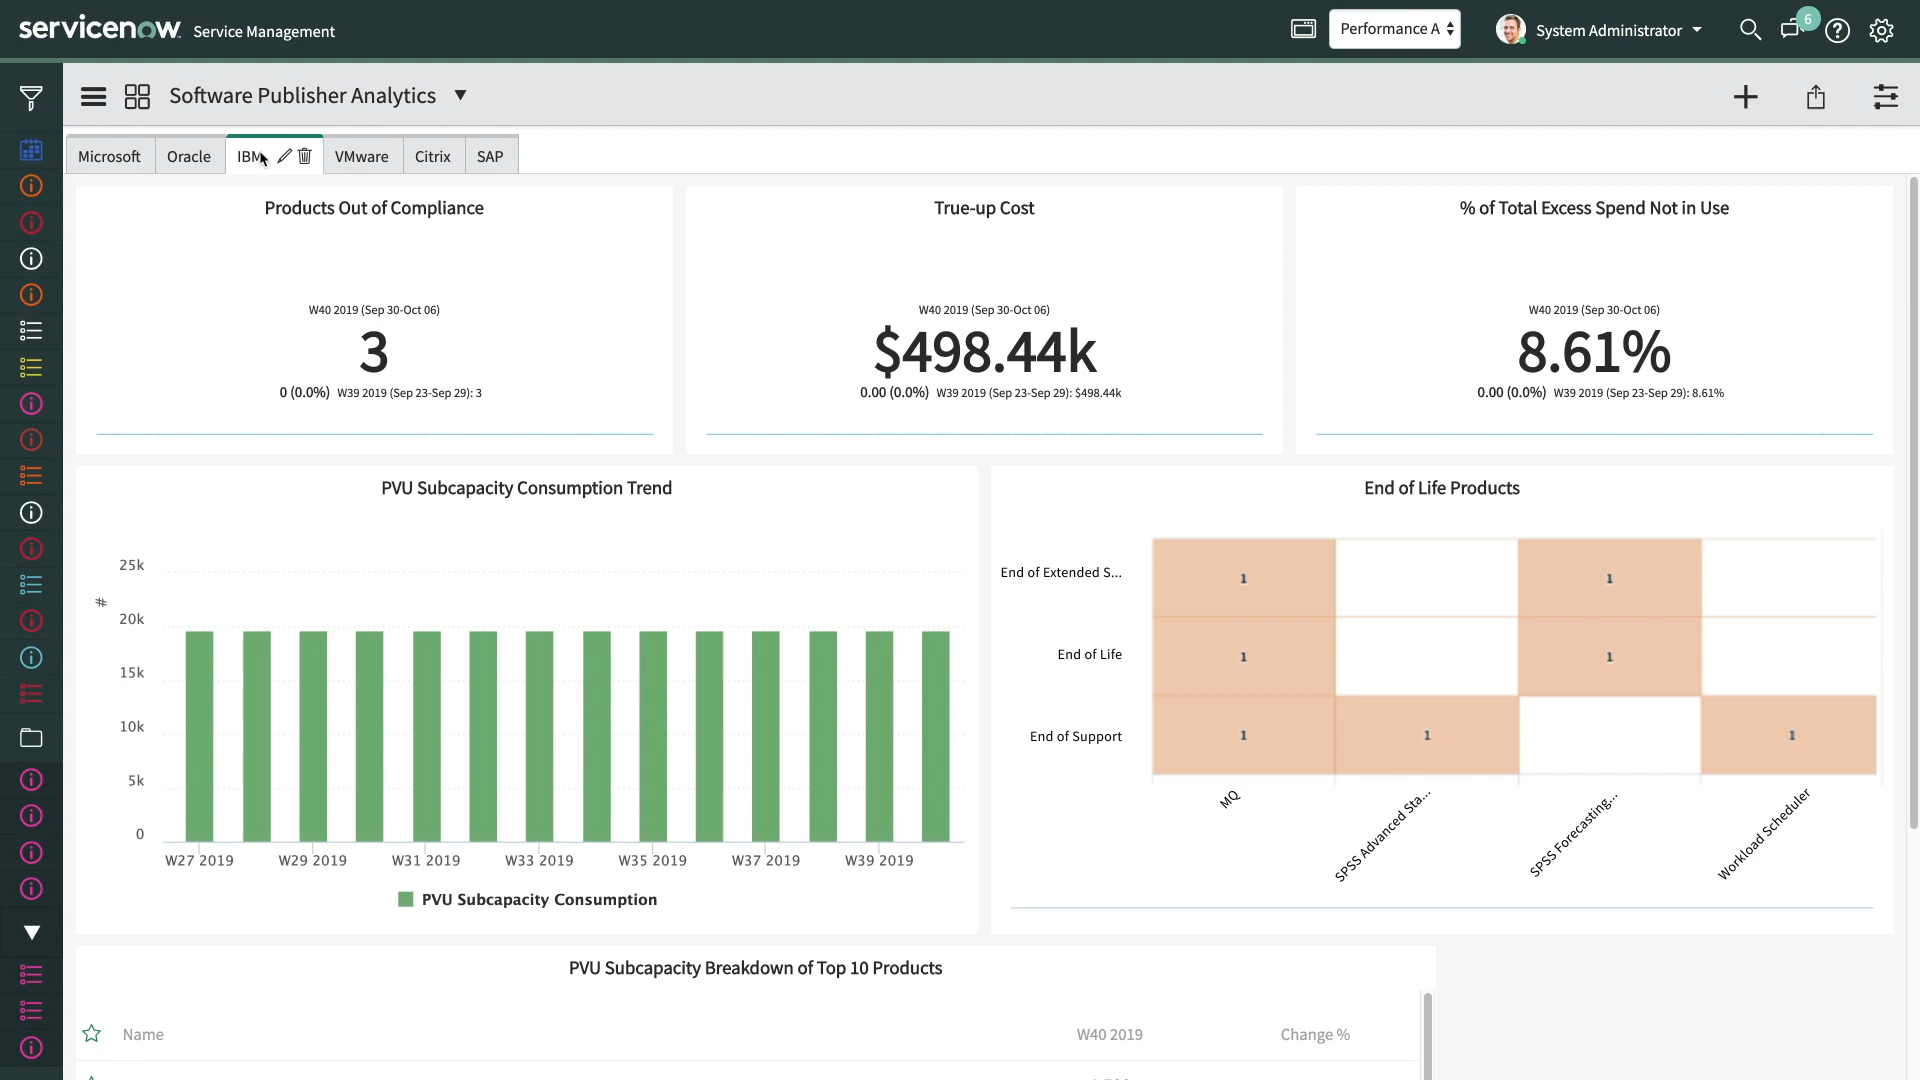 servicenow Service Management
Performance A
System Administrator
6
Software Publisher Analytics
Microsoft
Oracle
IBM
VMware
Citrix
SAP
Products Out of Compliance
W40 2019 (Sep 30-Oct 06)
3
0 (0.0%) W39 2019 (Sep 23-Sep 29): 3
True-up Cost
W40 2019 (Sep 30-Oct 06)
$498.44k
0.00 (0.0%) W39 2019 (Sep 23-Sep 29): $498.44k
% of Total Excess Spend Not in Use
W40 2019 (Sep 30-Oct 06)
8.61%
0.00 (0.0%) W39 2019 (Sep 23-Sep 29): 8.61%
PVU Subcapacity Consumption Trend
#
25k
20k
15k
10k
5k
0
W27 2019 W29 2019 W31 2019 W33 2019 W35 2019 W37 2019 W39 2019
PVU Subcapacity Consumption
End of Life Products
End of Extended S... 1 1
End of Life 1 1
End of Support 1 1 1
MQ
SPSS Advanced Sta...
SPSS Forecasting...
Workload Scheduler
PVU Subcapacity Breakdown of Top 10 Products
Name W40 2019 Change %